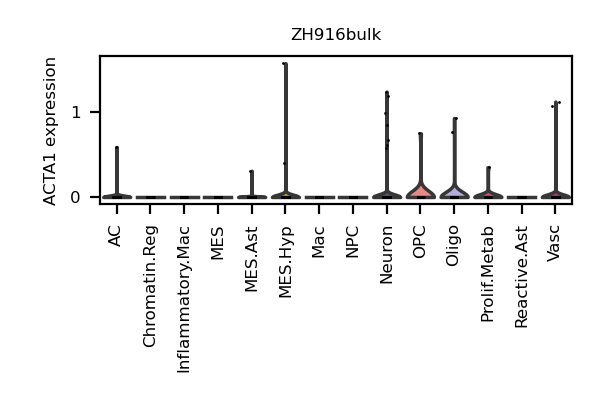 ZH916bulk
ACTA1 expression
1
0
AC
Chromatin.Reg
Inflammatory.Mac
MES
MES.Ast
MES.Hyp
Mac
NPC
Neuron
OPC
Oligo
Prolif.Metab
Reactive.Ast
Vasc